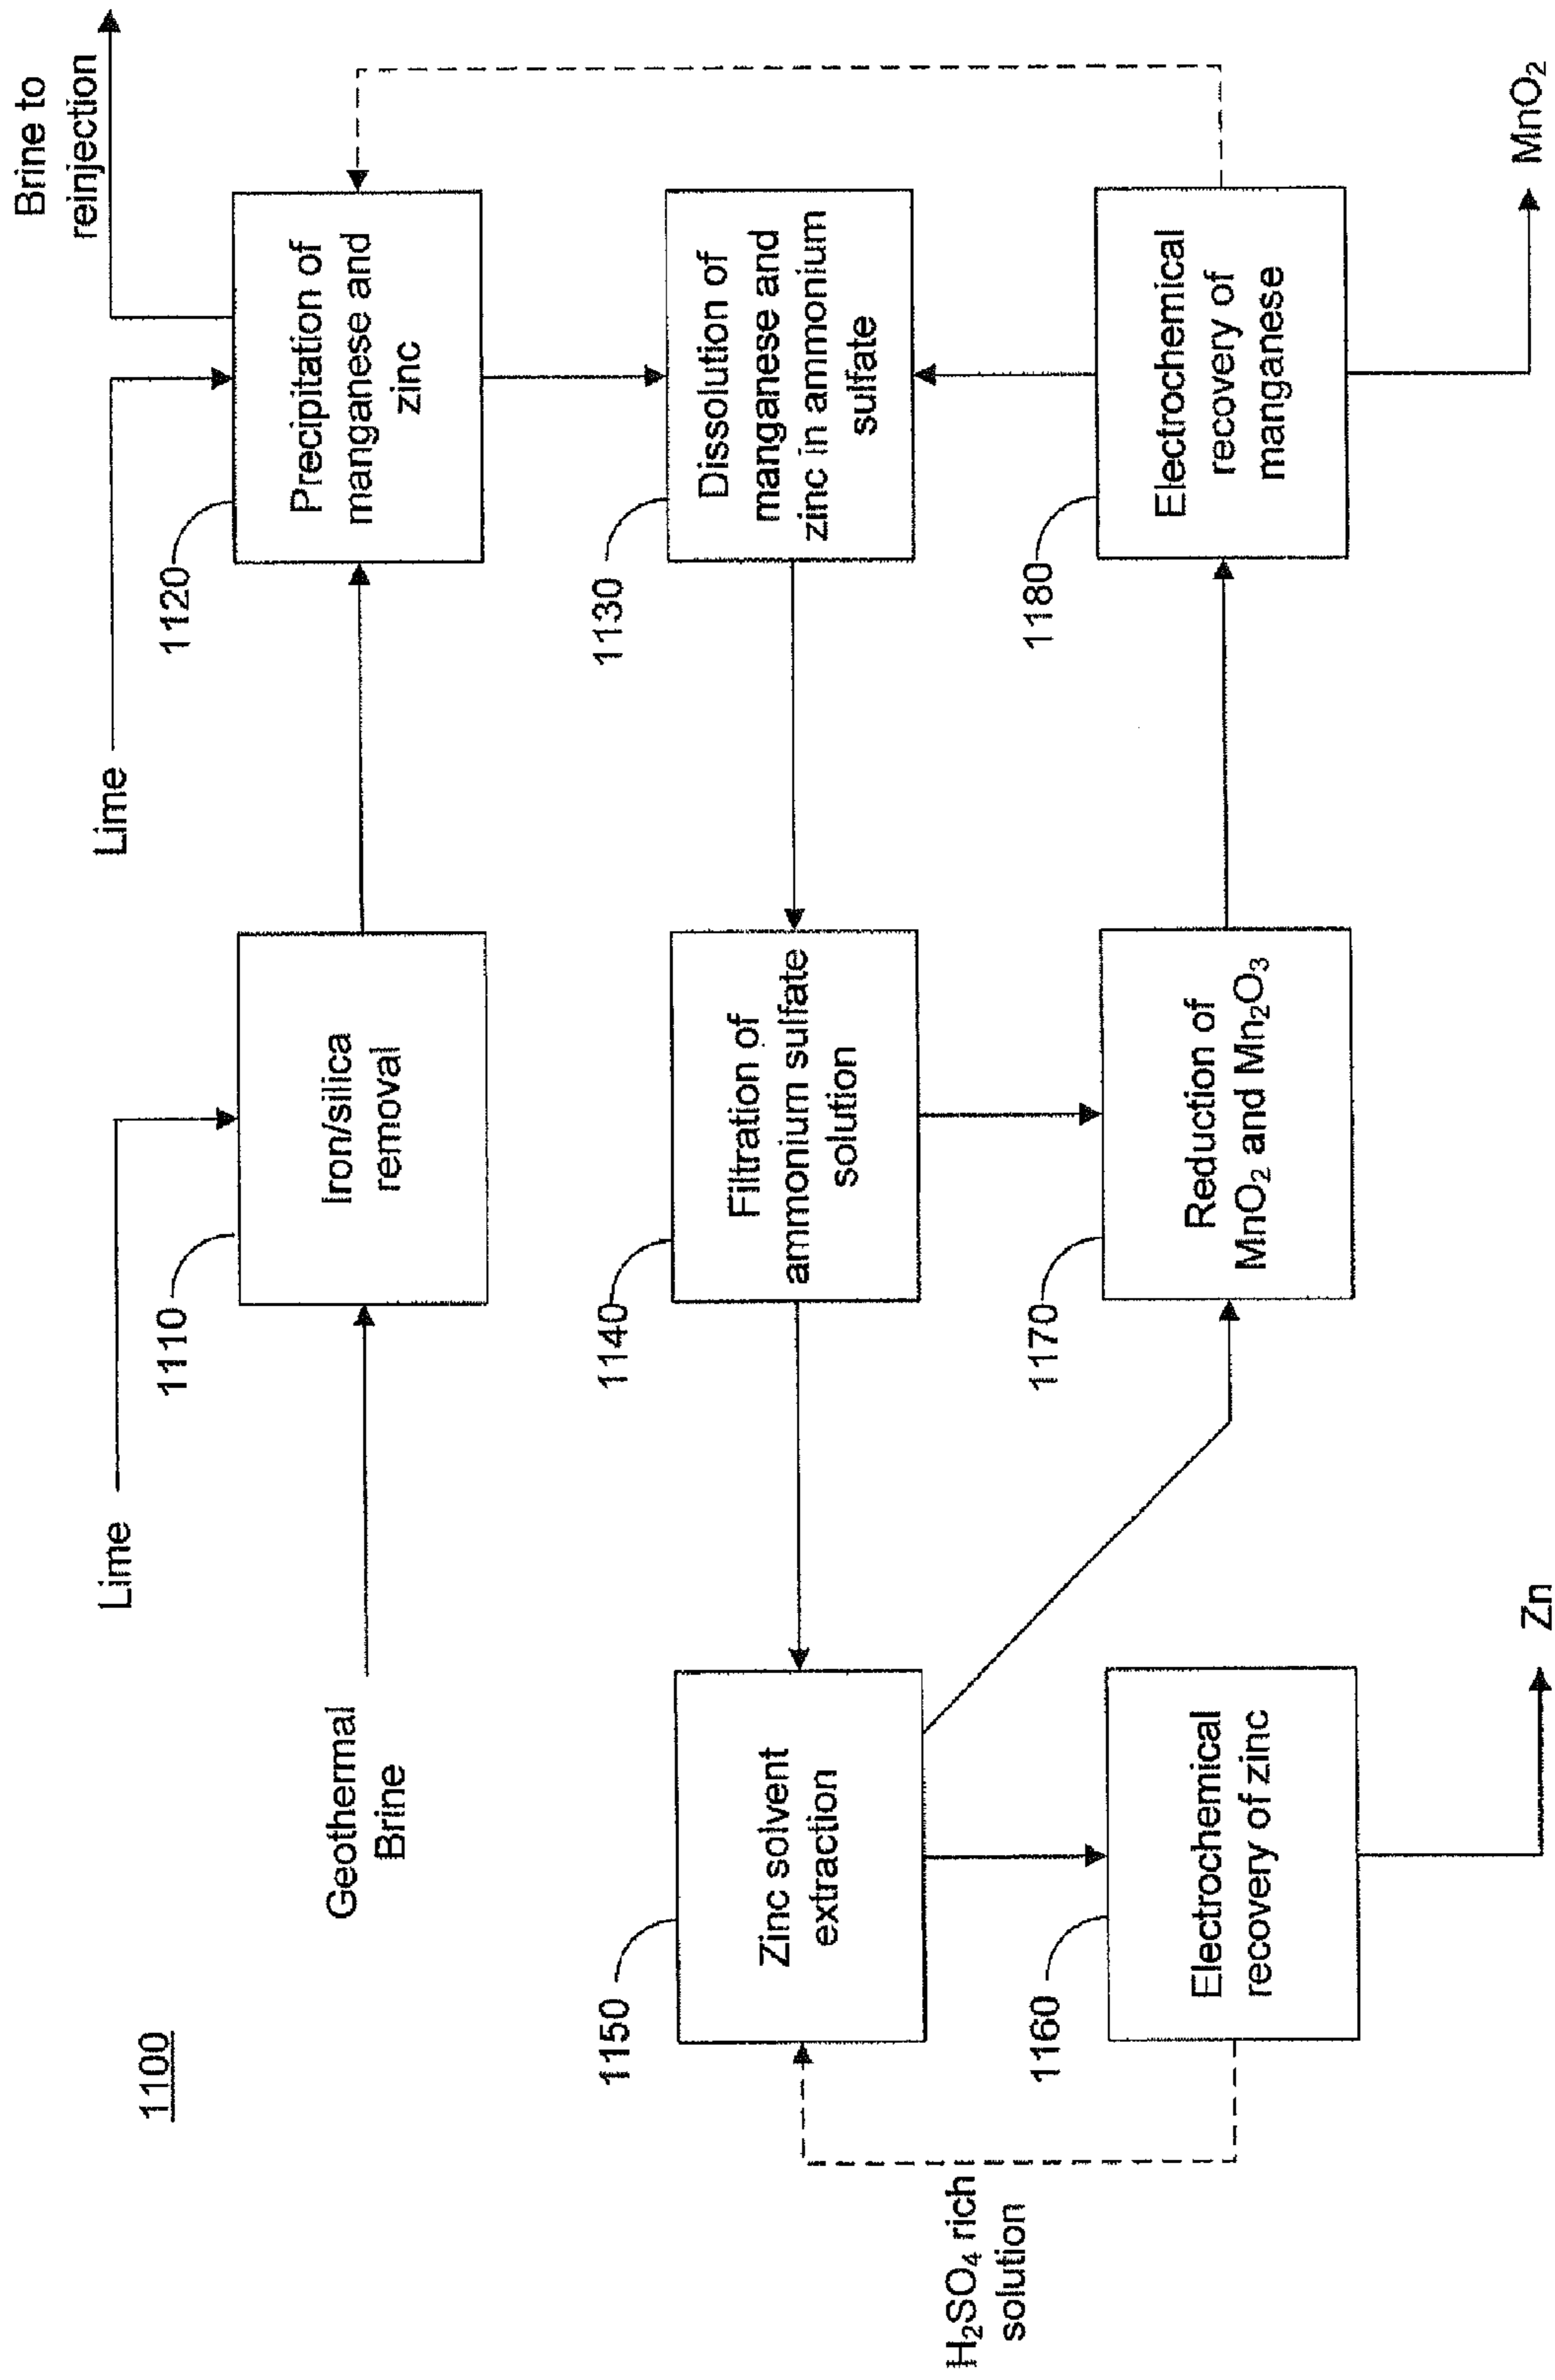 1100
Geothermal
Brine
Lime
1110
Iron/silica
removal
Lime
1120
Precipitation of
manganese and
zinc
Brine to
reinjection
1150
Zinc solvent
extraction
1140
Filtration of
ammonium sulfate
solution
1130
Dissolution of
manganese and
zinc in ammonium
sulfate
H₂SO₄ rich
solution
1160
Electrochemical
recovery of zinc
Zn
1170
Reduction of
MnO₂ and Mn₂O₃
1180
Electrochemical
recovery of
manganese
MnO₂